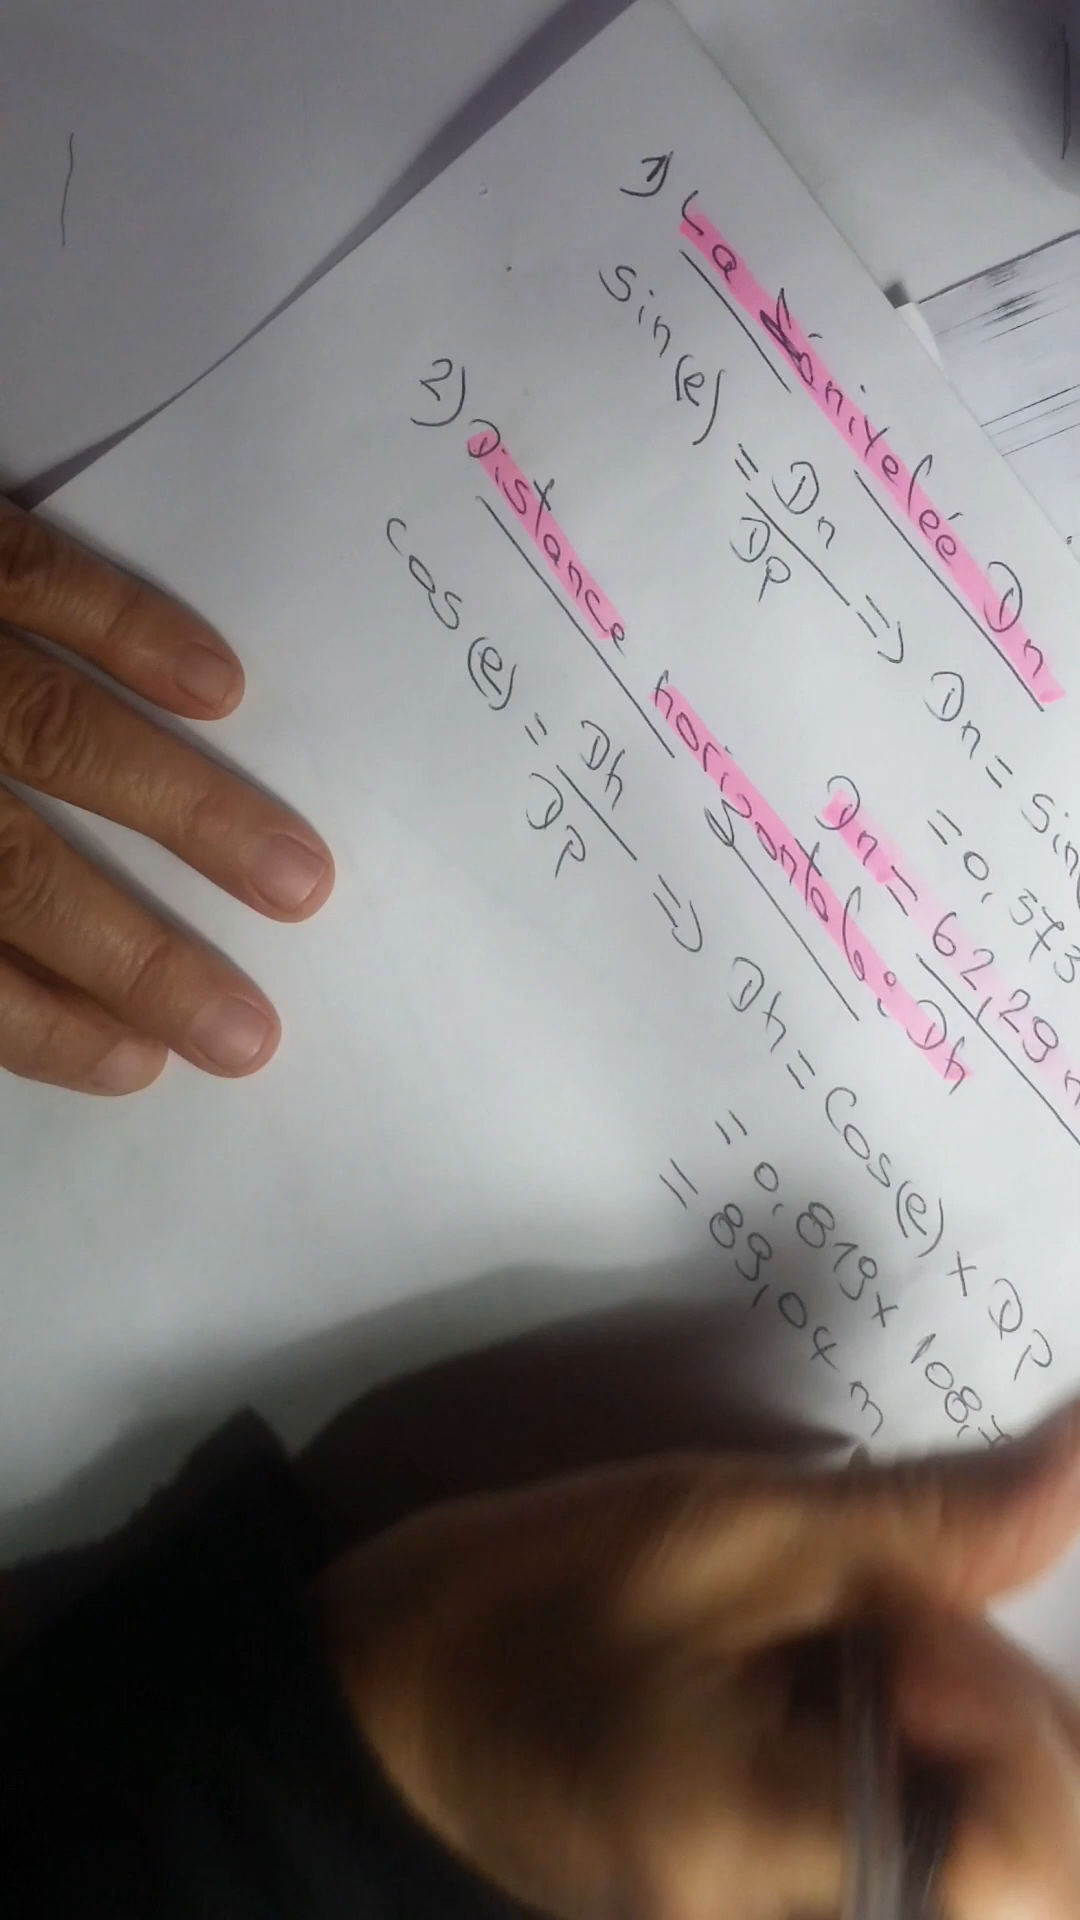 1) La dénivelée Dn
sin(e) = Dn/DP => Dn = sin(
= 0,573
Dn = 62,29
2) Distance horizontale : Dh
cos(e) = Dh/DP => Dh = cos(e) x DP
= 0,819 x 108,7
= 89,04 m